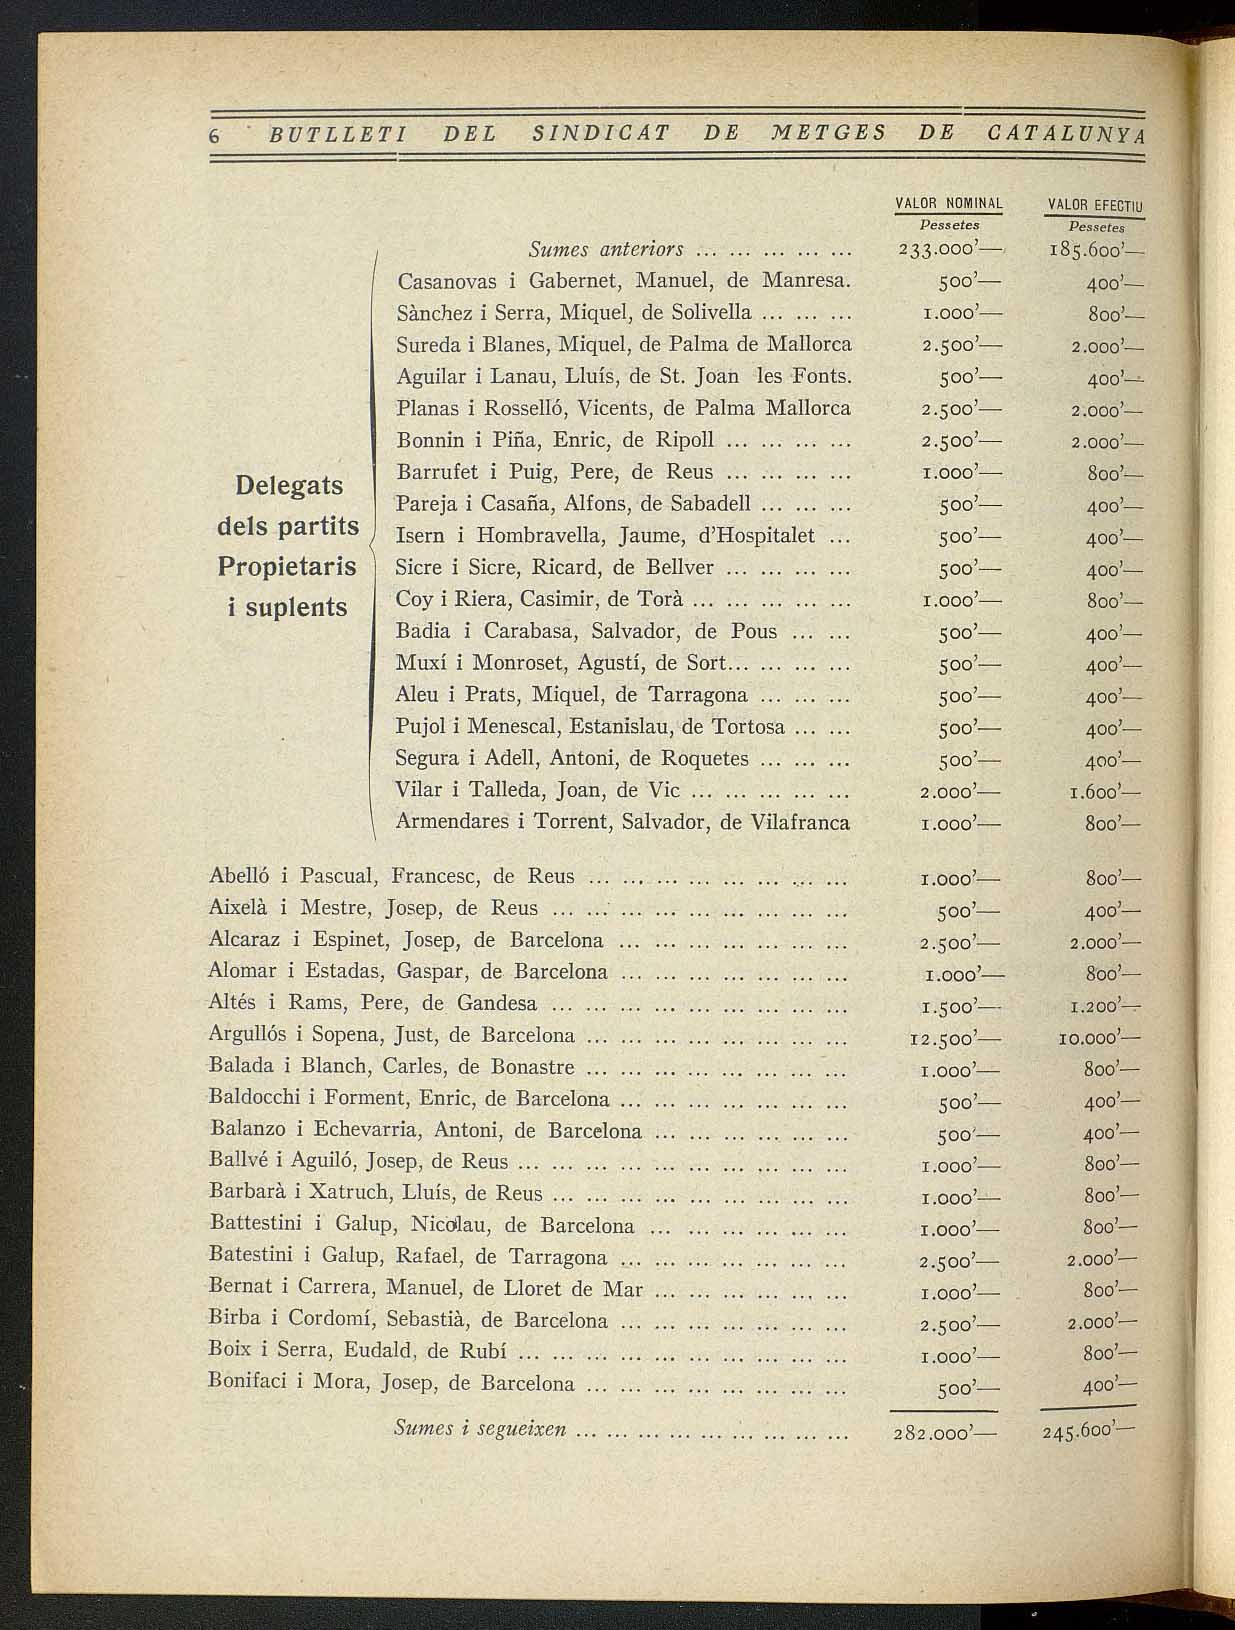 6 BUTLLETI DEL SINDICAT DE METGES DE CATALUNYA
VALOR NOMINAL VALOR EFECTIU
Pessetes Pessetes
Sumes anteriors ... ... ... ... ... 233.000'— 185.600'—
Casanovas i Gabernet, Manuel, de Manresa. 500'— 400'—
Sànchez i Serra, Miquel, de Solivella ... ... ... 1.000'— 800'—
Sureda i Blanes, Miquel, de Palma de Mallorca 2.500'— 2.000'—
Aguilar i Lanau, Lluís, de St. Joan les Fonts. 500'— 400'—
Planas i Rosselló, Vicents, de Palma Mallorca 2.500'— 2.000'—
Bonnin i Piña, Enric, de Ripoll ... ... ... ... 2.500'— 2.000'—
Barrufet i Puig, Pere, de Reus ... ... ... ... 1.000'— 800'—
Delegats
dels partits
Propietaris
i suplents
Pareja i Casaña, Alfons, de Sabadell ... ... ... 500'— 400'—
Isern i Hombravella, Jaume, d'Hospitalet ... 500'— 400'—
Sicre i Sicre, Ricard, de Bellver ... ... ... ... 500'— 400'—
Coy i Riera, Casimir, de Torà ... ... ... ... ... 1.000'— 800'—
Badia i Carabasa, Salvador, de Pous ... ... 500'— 400'—
Muxí i Monroset, Agustí, de Sort... ... ... ... 500'— 400'—
Aleu i Prats, Miquel, de Tarragona ... ... ... 500'— 400'—
Pujol i Menescal, Estanislau, de Tortosa ... ... 500'— 400'—
Segura i Adell, Antoni, de Roquetes ... ... ... 500'— 400'—
Vilar i Talleda, Joan, de Vic ... ... ... ... ... 2.000'— 1.600'—
Armendares i Torrent, Salvador, de Vilafranca 1.000'— 800'—
Abelló i Pascual, Francesc, de Reus ... ... ... ... ... ... ... ... 1.000'— 800'—
Aixelà i Mestre, Josep, de Reus ... ... ... ... ... ... ... ... ... 500'— 400'—
Alcaraz i Espinet, Josep, de Barcelona ... ... ... ... ... ... ... 2.500'— 2.000'—
Alomar i Estadas, Gaspar, de Barcelona ... ... ... ... ... ... ... 1.000'— 800'—
Altés i Rams, Pere, de Gandesa ... ... ... ... ... ... ... ... ... 1.500'— 1.200'—
Argullós i Sopena, Just, de Barcelona ... ... ... ... ... ... ... ... 12.500'— 10.000'—
Balada i Blanch, Carles, de Bonastre ... ... ... ... ... ... ... ... 1.000'— 800'—
Baldocchi i Forment, Enric, de Barcelona ... ... ... ... ... ... ... 500'— 400'—
Balanzo i Echevarria, Antoni, de Barcelona ... ... ... ... ... ... 500'— 400'—
Ballvé i Aguiló, Josep, de Reus ... ... ... ... ... ... ... ... ... ... 1.000'— 800'—
Barbarà i Xatruch, Lluís, de Reus ... ... ... ... ... ... ... ... ... 1.000'— 800'—
Battestini i Galup, Nicolau, de Barcelona ... ... ... ... ... ... 1.000'— 800'—
Batestini i Galup, Rafael, de Tarragona ... ... ... ... ... ... ... 2.500'— 2.000'—
Bernat i Carrera, Manuel, de Lloret de Mar ... ... ... ... ... ... 1.000'— 800'—
Birba i Cordomí, Sebastià, de Barcelona ... ... ... ... ... ... ... 2.500'— 2.000'—
Boix i Serra, Eudald, de Rubí ... ... ... ... ... ... ... ... ... ... 1.000'— 800'—
Bonifaci i Mora, Josep, de Barcelona ... ... ... ... ... ... ... ... 500'— 400'—
Sumes i segueixen ... ... ... ... ... ... ... ... ... 282.000'— 245.600'—